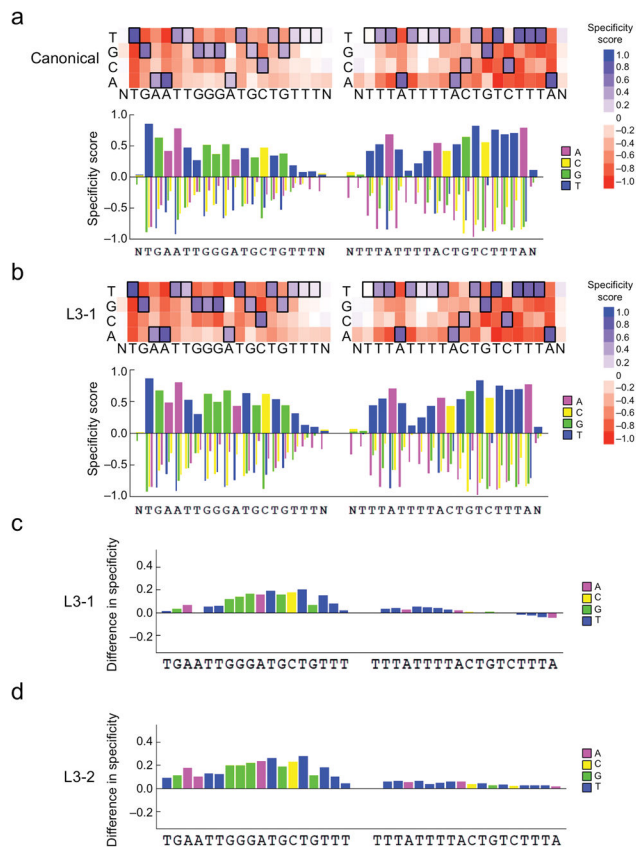 a
Canonical
T
G
C
A
NTGAATTGGGATGCTGTTTN
NTTTATTTTACTGTCTTTAN
Specificity
score
1.0
0.8
0.6
0.4
0.2
0
−0.2
−0.4
−0.6
−0.8
−1.0
T
G
C
A
Specificity score
1.0
0.5
0.0
−0.5
−1.0
NTGAATTGGGATGCTGTTTN
NTTTATTTTACTGTCTTTAN
A
C
G
T
b
L3-1
T
G
C
A
NTGAATTGGGATGCTGTTTN
NTTTATTTTACTGTCTTTAN
Specificity
score
1.0
0.8
0.6
0.4
0.2
0
−0.2
−0.4
−0.6
−0.8
−1.0
T
G
C
A
Specificity score
1.0
0.5
0.0
−0.5
−1.0
NTGAATTGGGATGCTGTTTN
NTTTATTTTACTGTCTTTAN
A
C
G
T
c
L3-1
Difference in specificity
0.4
0.2
0.0
−0.2
TGAATTGGGATGCTGTTT
TTTATTTTACTGTCTTTA
A
C
G
T
d
L3-2
Difference in specificity
0.4
0.2
0.0
−0.2
TGAATTGGGATGCTGTTT
TTTATTTTACTGTCTTTA
A
C
G
T